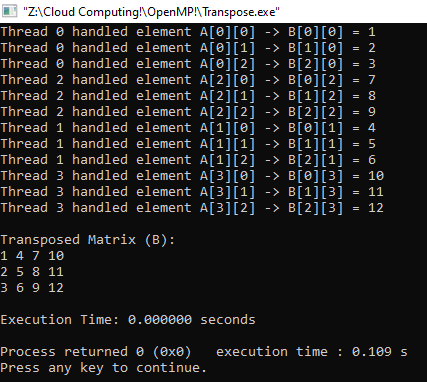 "Z:\Cloud Computing!\OpenMP!\Transpose.exe"
Thread 0 handled element A[0][0] -> B[0][0] = 1
Thread 0 handled element A[0][1] -> B[1][0] = 2
Thread 0 handled element A[0][2] -> B[2][0] = 3
Thread 2 handled element A[2][0] -> B[0][2] = 7
Thread 2 handled element A[2][1] -> B[1][2] = 8
Thread 2 handled element A[2][2] -> B[2][2] = 9
Thread 1 handled element A[1][0] -> B[0][1] = 4
Thread 1 handled element A[1][1] -> B[1][1] = 5
Thread 1 handled element A[1][2] -> B[2][1] = 6
Thread 3 handled element A[3][0] -> B[0][3] = 10
Thread 3 handled element A[3][1] -> B[1][3] = 11
Thread 3 handled element A[3][2] -> B[2][3] = 12
Transposed Matrix (B):
1 4 7 10
2 5 8 11
3 6 9 12
Execution Time: 0.000000 seconds
Process returned 0 (0x0)   execution time : 0.109 s
Press any key to continue.